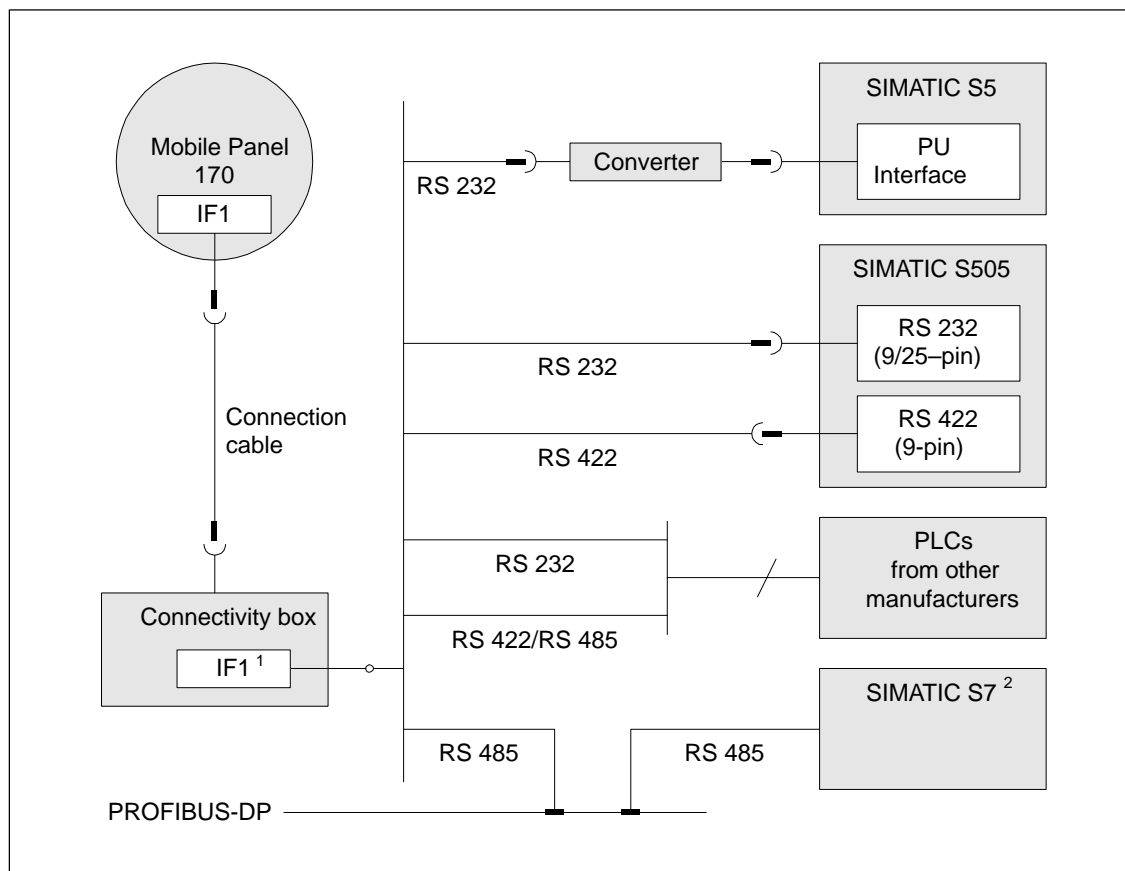 Mobile Panel
170
IF1
Connection
cable
Connectivity box
IF1 1
RS 232
Converter
SIMATIC S5
PU
Interface
SIMATIC S505
RS 232
RS 232
(9/25–pin)
RS 422
RS 422
(9-pin)
RS 232
RS 422/RS 485
PLCs
from other
manufacturers
SIMATIC S7 2
RS 485
RS 485
PROFIBUS-DP